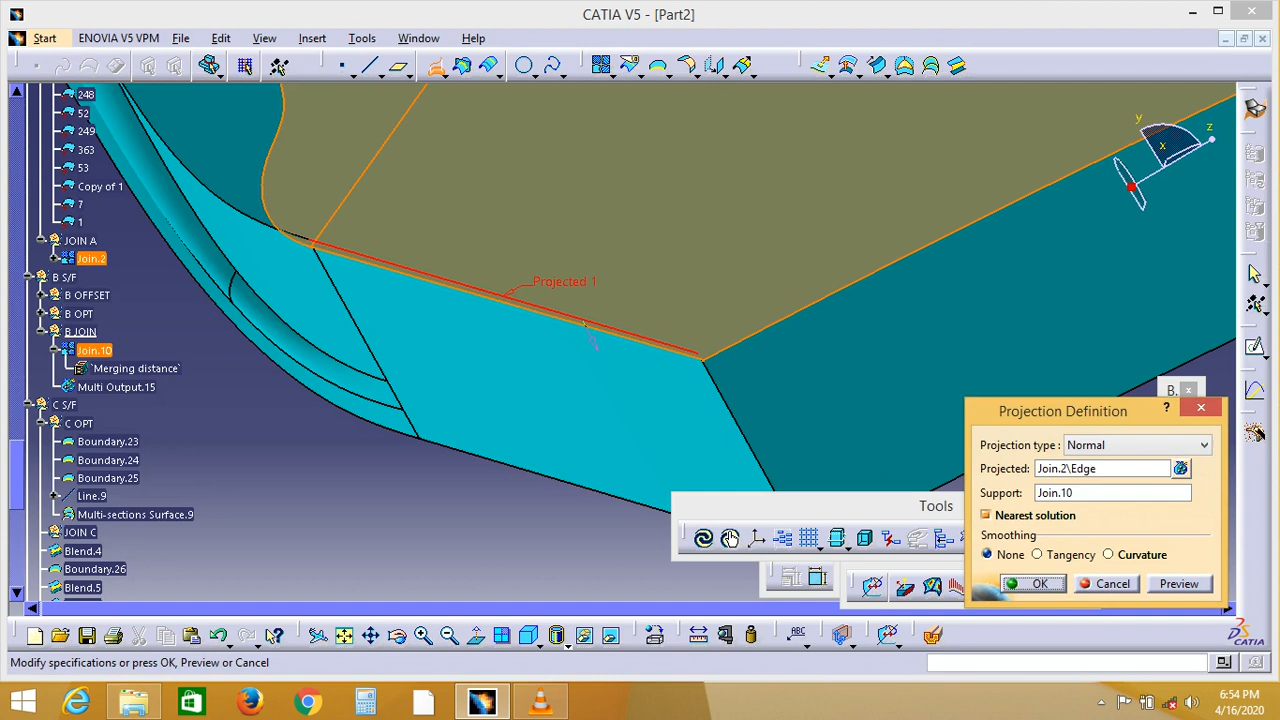 CATIA V5 - [Part2]
Start ENOVIA V5 VPM File Edit View Insert Tools Window Help
248
52
249
363
53
Copy of 1
7
1
JOIN A
Join.2
B S/F
B OFFSET
B OPT
B JOIN
Join.10
`Merging distance`
Multi Output.15
C S/F
C OPT
Boundary.23
Boundary.24
Boundary.25
Line.9
Multi-sections Surface.9
JOIN C
Blend.4
Boundary.26
Blend.5
Projected 1
y
z
x
B.. x
Tools
Projection Definition ?
Projection type : Normal
Projected: Join.2\Edge
Support: Join.10
Nearest solution
Smoothing
None Tangency Curvature
OK Cancel Preview
ABC
CATIA
Modify specifications or press OK, Preview or Cancel
6:54 PM
4/16/2020